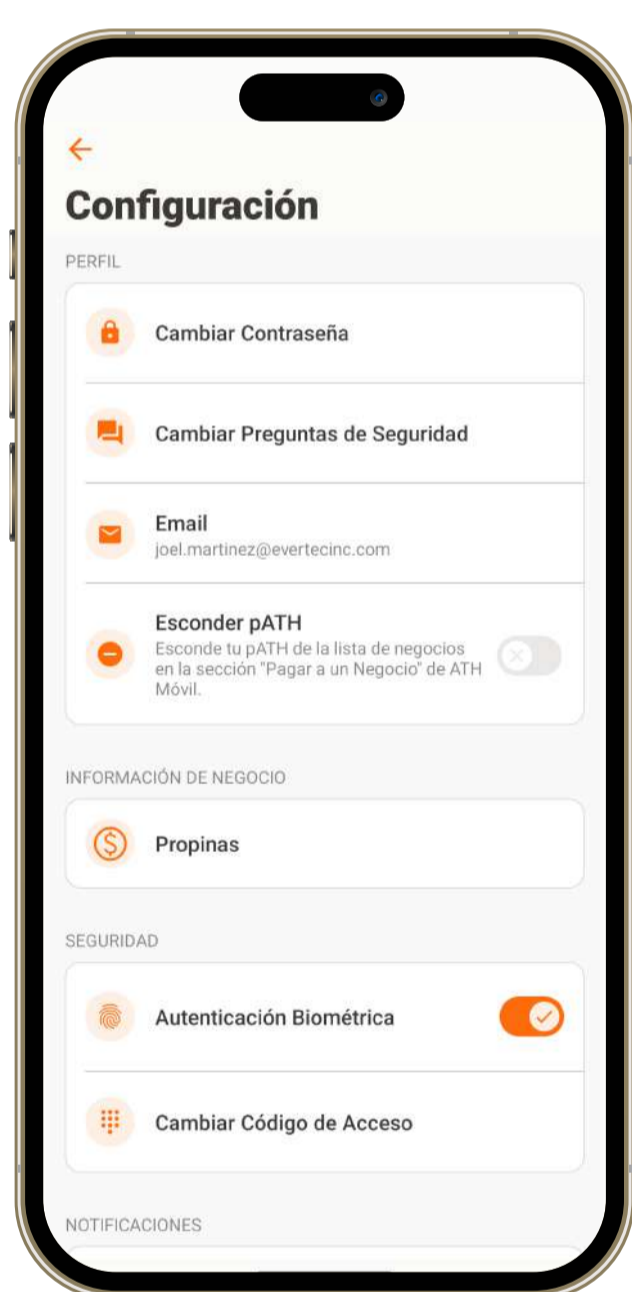 Configuración
PERFIL
Cambiar Contraseña
Cambiar Preguntas de Seguridad
Email
joel.martinez@evertecinc.com
Esconder pATH
Esconde tu pATH de la lista de negocios
en la sección "Pagar a un Negocio" de ATH
Móvil.
INFORMACIÓN DE NEGOCIO
Propinas
SEGURIDAD
Autenticación Biométrica
Cambiar Código de Acceso
NOTIFICACIONES